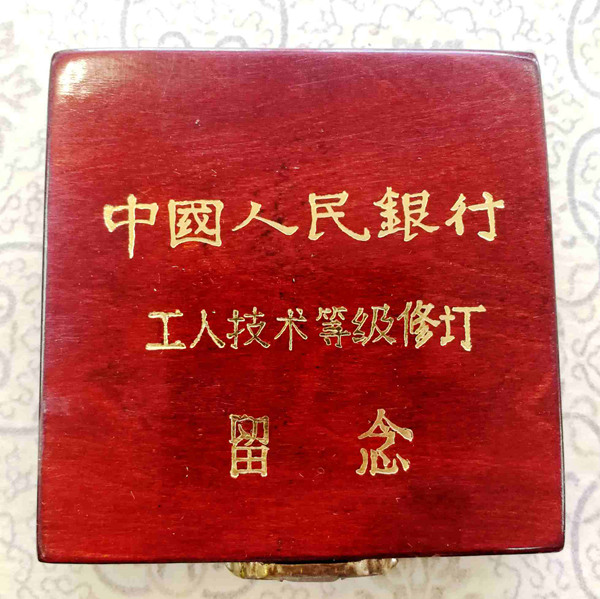 中國人民銀行
工人技术等级修订
留念